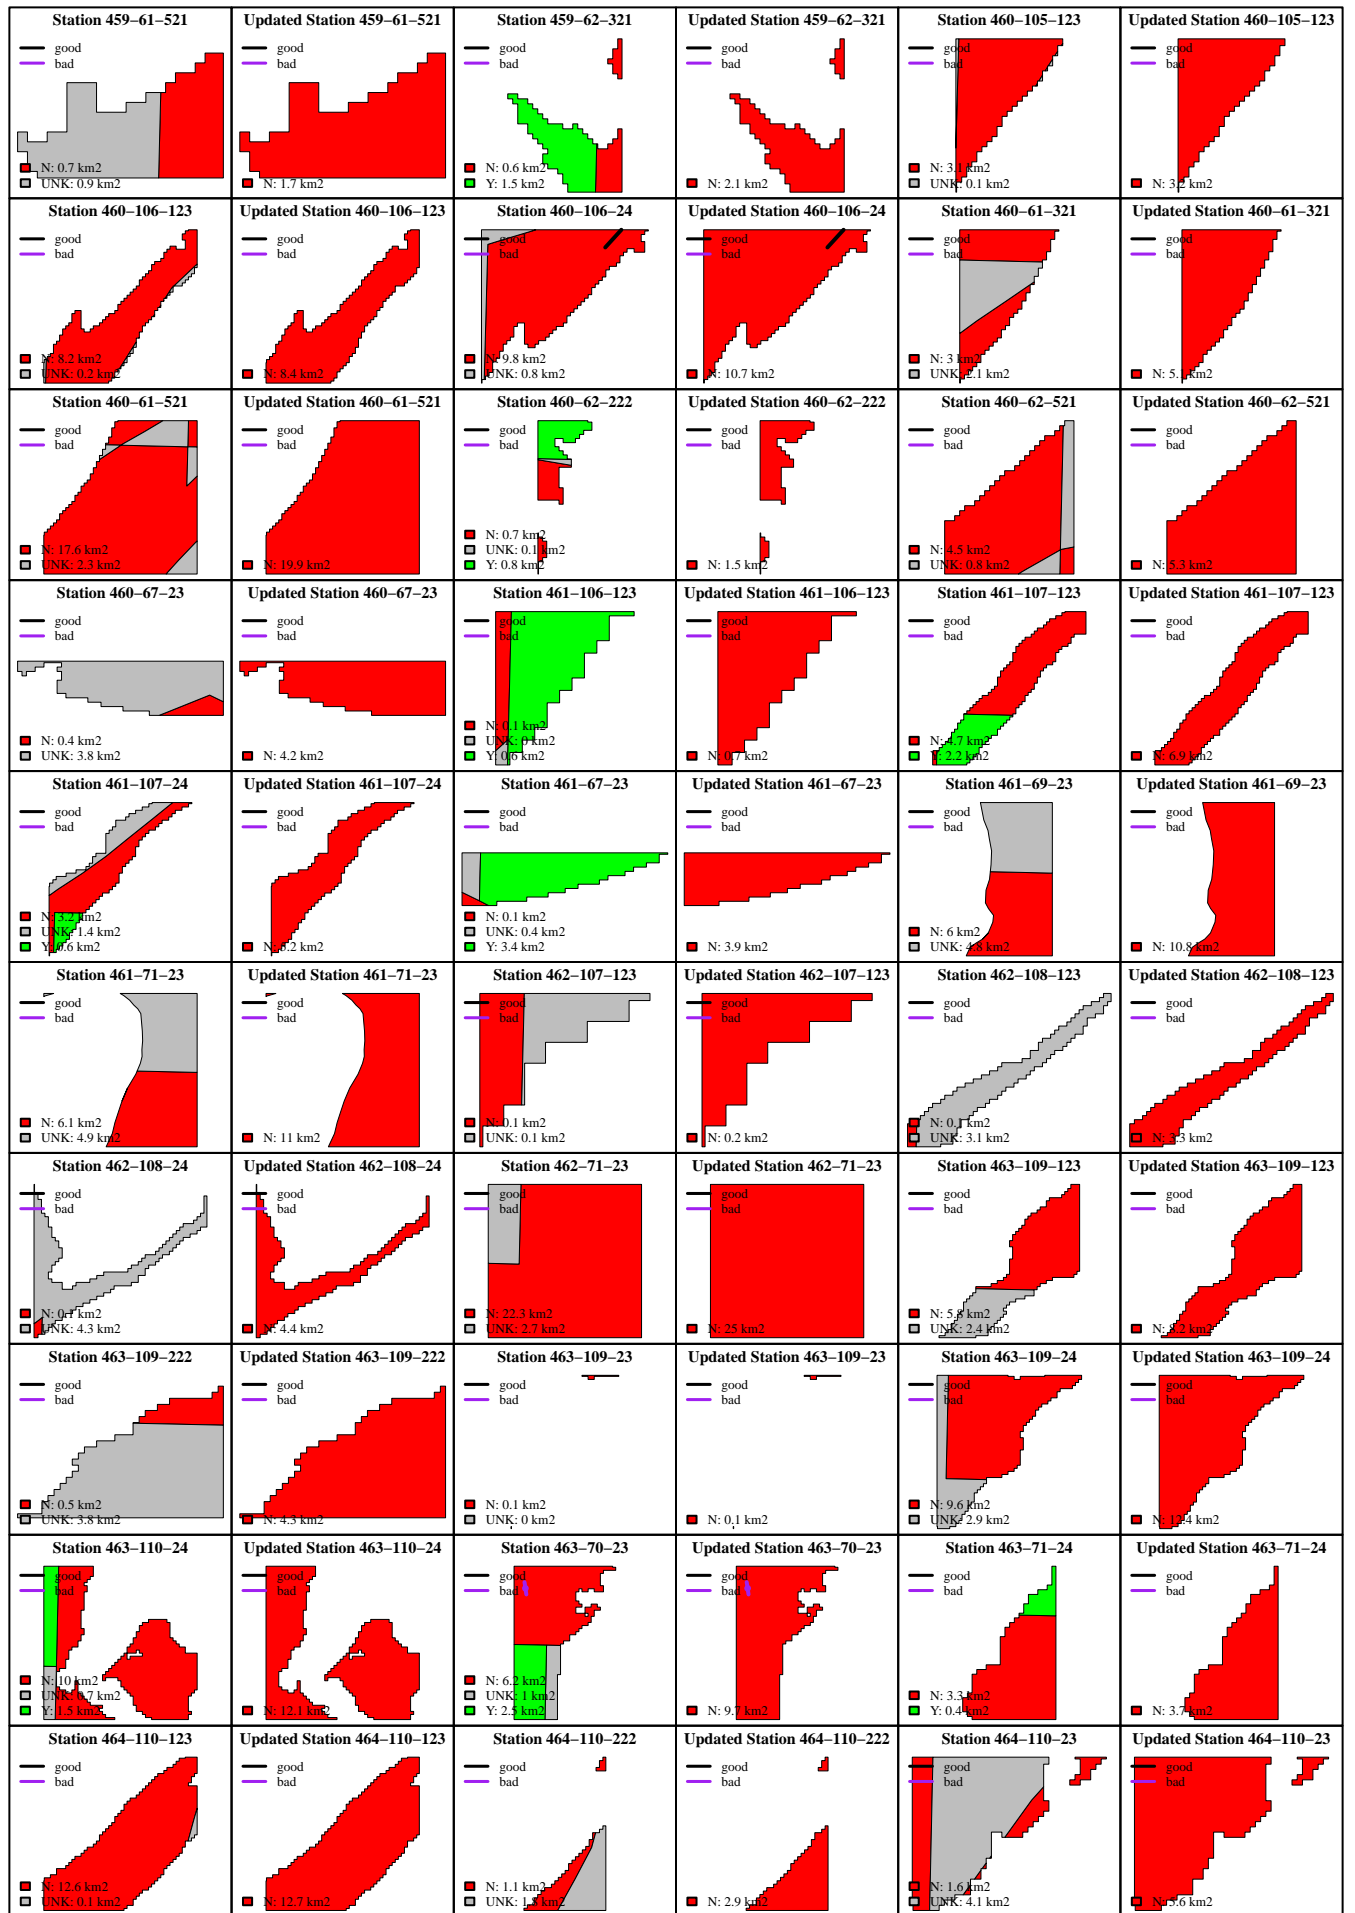 Station 459−61−521
good
bad
N: 0.7 km2
UNK: 0.9 km2
Updated Station 459−61−521
good
bad
N: 1.7 km2
Station 459−62−321
good
bad
N: 0.6 km2
Y: 1.5 km2
Updated Station 459−62−321
good
bad
N: 2.1 km2
Station 460−105−123
good
bad
N: 3.1 km2
UNK: 0.1 km2
Updated Station 460−105−123
good
bad
N: 3.2 km2
Station 460−106−123
good
bad
N: 8.2 km2
UNK: 0.2 km2
Updated Station 460−106−123
good
bad
N: 8.4 km2
Station 460−106−24
good
bad
N: 9.8 km2
UNK: 0.8 km2
Updated Station 460−106−24
good
bad
N: 10.7 km2
Station 460−61−321
good
bad
N: 3 km2
UNK: 2.1 km2
Updated Station 460−61−321
good
bad
N: 5.1 km2
Station 460−61−521
good
bad
N: 17.6 km2
UNK: 2.3 km2
Updated Station 460−61−521
good
bad
N: 19.9 km2
Station 460−62−222
good
bad
N: 0.7 km2
UNK: 0.1 km2
Y: 0.8 km2
Updated Station 460−62−222
good
bad
N: 1.5 km2
Station 460−62−521
good
bad
N: 4.5 km2
UNK: 0.8 km2
Updated Station 460−62−521
good
bad
N: 5.3 km2
Station 460−67−23
good
bad
N: 0.4 km2
UNK: 3.8 km2
Updated Station 460−67−23
good
bad
N: 4.2 km2
Station 461−106−123
good
bad
N: 0.1 km2
UNK: 0 km2
Y: 0.6 km2
Updated Station 461−106−123
good
bad
N: 0.7 km2
Station 461−107−123
good
bad
N: 4.7 km2
Y: 2.2 km2
Updated Station 461−107−123
good
bad
N: 6.9 km2
Station 461−107−24
good
bad
N: 3.2 km2
UNK: 1.4 km2
Y: 0.6 km2
Updated Station 461−107−24
good
bad
N: 5.2 km2
Station 461−67−23
good
bad
N: 0.1 km2
UNK: 0.4 km2
Y: 3.4 km2
Updated Station 461−67−23
good
bad
N: 3.9 km2
Station 461−69−23
good
bad
N: 6 km2
UNK: 4.8 km2
Updated Station 461−69−23
good
bad
N: 10.8 km2
Station 461−71−23
good
bad
N: 6.1 km2
UNK: 4.9 km2
Updated Station 461−71−23
good
bad
N: 11 km2
Station 462−107−123
good
bad
N: 0.1 km2
UNK: 0.1 km2
Updated Station 462−107−123
good
bad
N: 0.2 km2
Station 462−108−123
good
bad
N: 0.1 km2
UNK: 3.1 km2
Updated Station 462−108−123
good
bad
N: 3.3 km2
Station 462−108−24
good
bad
N: 0.1 km2
UNK: 4.3 km2
Updated Station 462−108−24
good
bad
N: 4.4 km2
Station 462−71−23
good
bad
N: 22.3 km2
UNK: 2.7 km2
Updated Station 462−71−23
good
bad
N: 25 km2
Station 463−109−123
good
bad
N: 5.8 km2
UNK: 2.4 km2
Updated Station 463−109−123
good
bad
N: 8.2 km2
Station 463−109−222
good
bad
N: 0.5 km2
UNK: 3.8 km2
Updated Station 463−109−222
good
bad
N: 4.3 km2
Station 463−109−23
good
bad
N: 0.1 km2
UNK: 0 km2
Updated Station 463−109−23
good
bad
N: 0.1 km2
Station 463−109−24
good
bad
N: 9.6 km2
UNK: 2.9 km2
Updated Station 463−109−24
good
bad
N: 12.4 km2
Station 463−110−24
good
bad
N: 10 km2
UNK: 0.7 km2
Y: 1.5 km2
Updated Station 463−110−24
good
bad
N: 12.1 km2
Station 463−70−23
good
bad
N: 6.2 km2
UNK: 1 km2
Y: 2.5 km2
Updated Station 463−70−23
good
bad
N: 9.7 km2
Station 463−71−24
good
bad
N: 3.3 km2
Y: 0.4 km2
Updated Station 463−71−24
good
bad
N: 3.7 km2
Station 464−110−123
good
bad
N: 12.6 km2
UNK: 0.1 km2
Updated Station 464−110−123
good
bad
N: 12.7 km2
Station 464−110−222
good
bad
N: 1.1 km2
UNK: 1.8 km2
Updated Station 464−110−222
good
bad
N: 2.9 km2
Station 464−110−23
good
bad
N: 1.6 km2
UNK: 4.1 km2
Updated Station 464−110−23
good
bad
N: 5.6 km2